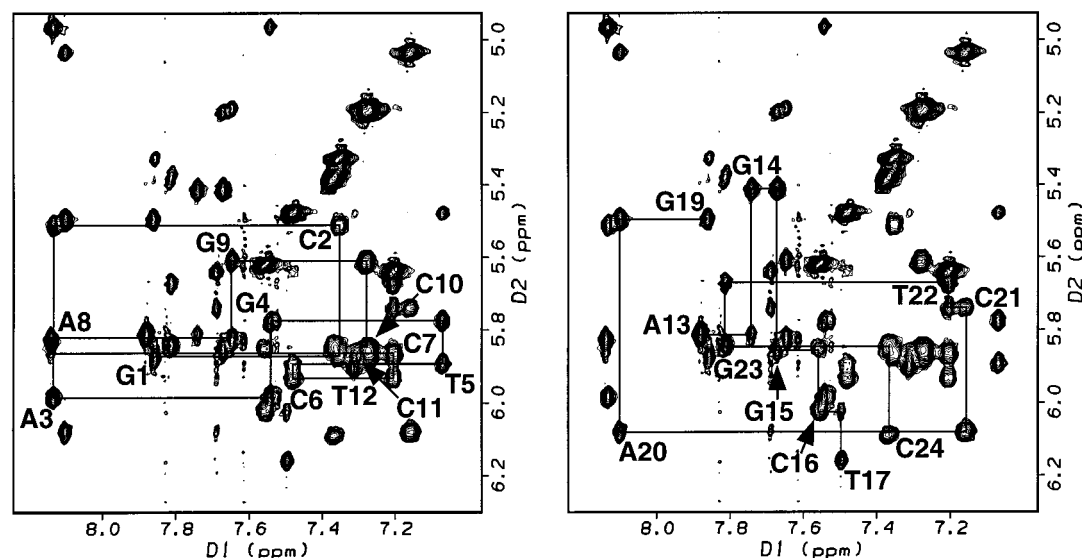 5.0
5.2
5.4
5.6
5.8
6.0
6.2
D2 (ppm)
G9
C2
G4
C10
A8
C7
G1
T12
T5
C6
C11
A3
8.0
7.8
7.6
7.4
7.2
D1 (ppm)
5.0
5.2
5.4
5.6
5.8
6.0
6.2
D2 (ppm)
G14
G19
T22
C21
A13
G23
G15
A20
C16
C24
T17
8.0
7.8
7.6
7.4
7.2
D1 (ppm)